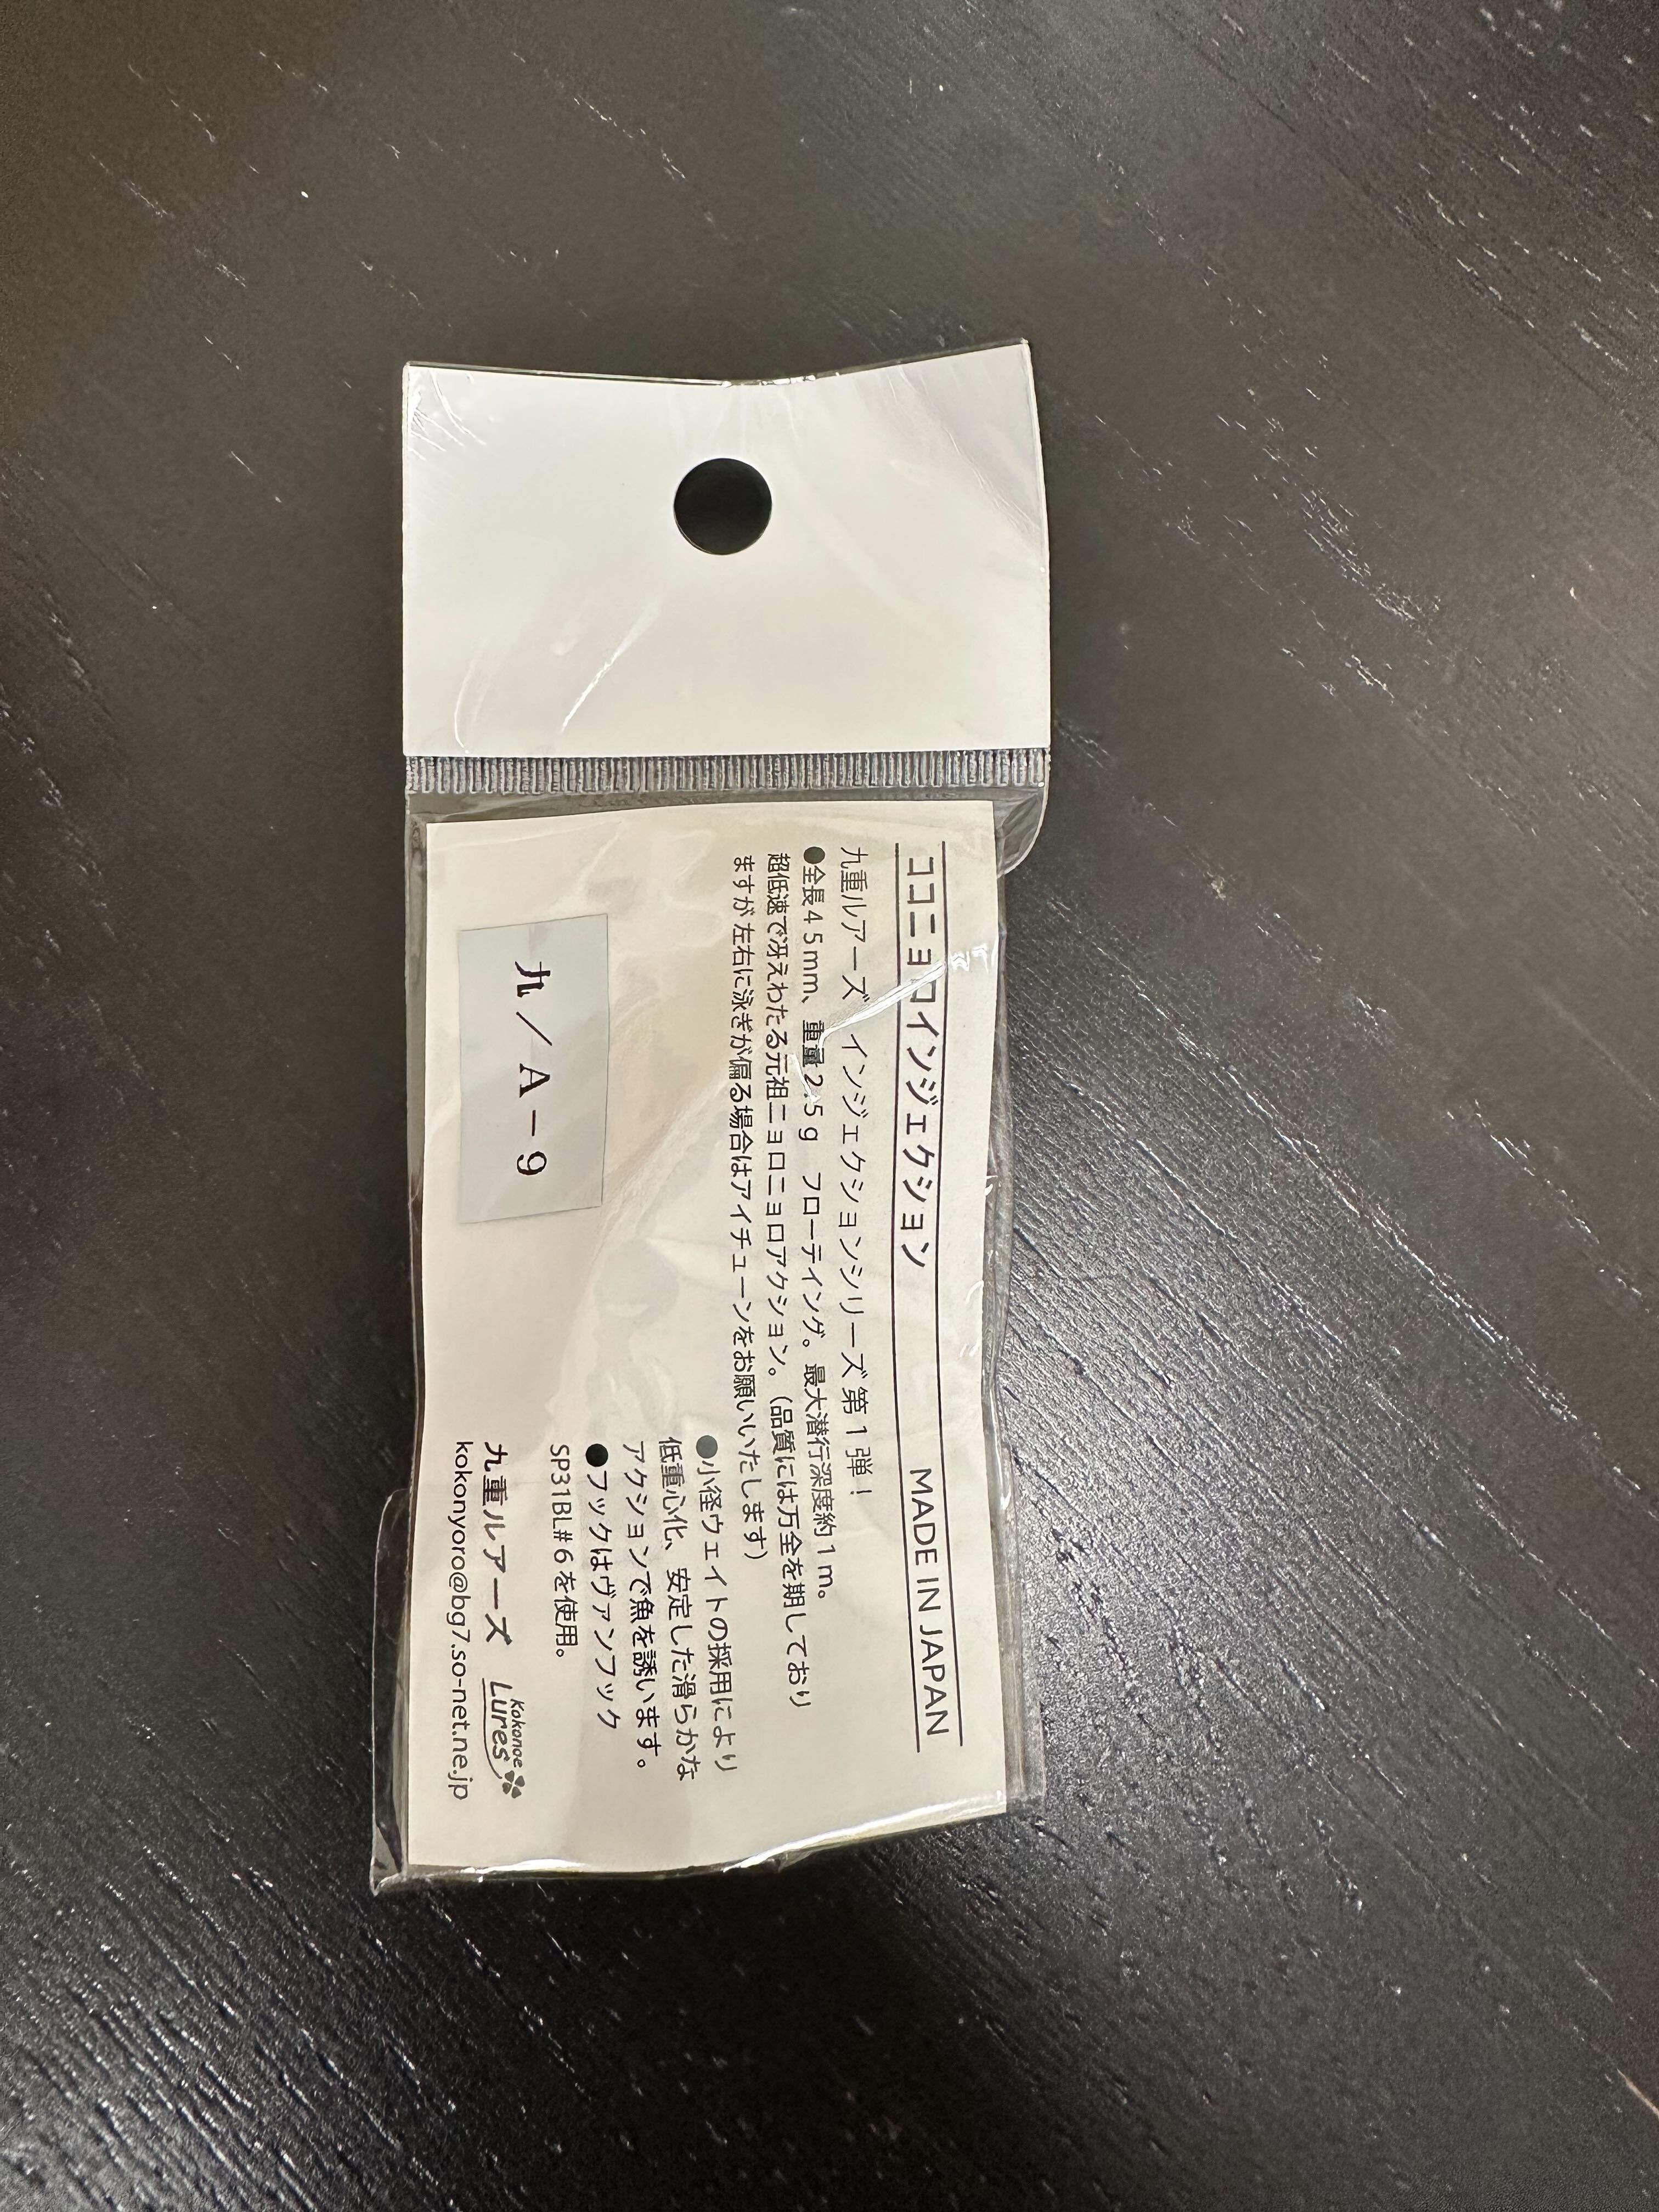 ココニョロインジェクション MADE IN JAPAN
九重ルアーズ インジェクションシリーズ 第1弾！
●全長45mm、重量2.5g フローティング。最大潜行深度約1m。
超低速で冴えわたる元祖ニョロニョロアクション。（品質には万全を期しており
ますが左右に泳ぎが偏る場合はアイチューンをお願いいたします）
●小径ウェイトの採用により
低重心化、安定した滑らかな
アクションで魚を誘います。
●フックはヴァンフック
SP31BL#6を使用。
九/A-9
九重ルアーズ Kokonoe Lures
kokonyoro@bg7.so-net.ne.jp